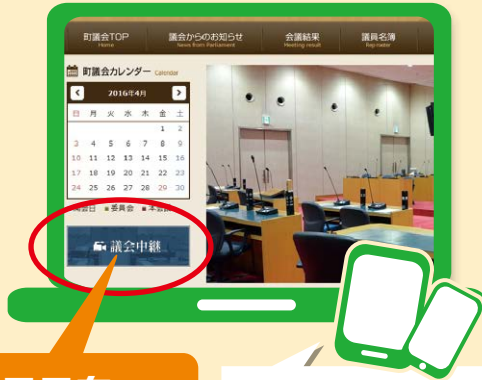 町議会TOP 議会からのお知らせ 会議結果 議員名簿
Home News from Parliament Meeting result
町議会カレンダー Calendar
2016年4月
日 月 火 水 木 金 土
1 2
3 4 5 6 7 8 9
10 11 12 13 14 15 16
17 18 19 20 21 22 23
24 25 26 27 28 29 30
議会中継